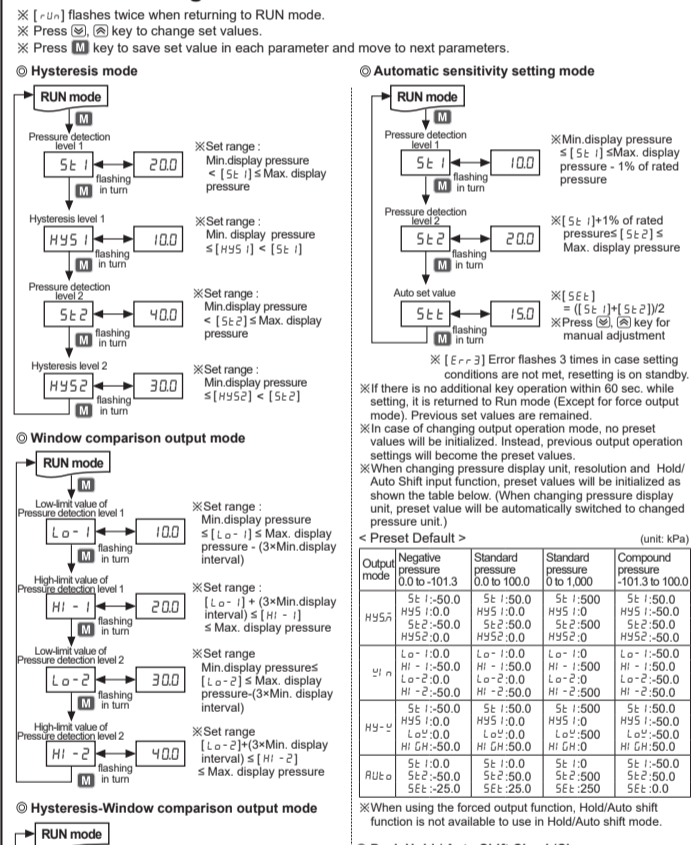 ※ [rUn] flashes twice when returning to RUN mode.
※ Press , key to change set values.
※ Press M key to save set value in each parameter and move to next parameters.
◎ Hysteresis mode
RUN mode
M
Pressure detection
level 1
St 1
20.0
flashing
M in turn
※Set range :
Min.display pressure
< [St 1] ≤ Max. display
pressure
Hysteresis level 1
HYS 1
10.0
flashing
M in turn
※Set range :
Min. display pressure
≤[HYS 1] < [St 1]
Pressure detection
level 2
St2
40.0
flashing
M in turn
※Set range :
Min.display pressure
< [St2] ≤ Max. display
pressure
Hysteresis level 2
HYS2
30.0
flashing
M in turn
※Set range :
Min.display pressure
≤[HYS2] < [St2]
◎ Window comparison output mode
RUN mode
M
Low-limit value of
Pressure detection level 1
Lo- 1
10.0
flashing
M in turn
※Set range :
Min.display pressure
≤[Lo- 1] ≤ Max. display
pressure - (3×Min.display
interval)
High-limit value of
Pressure detection level 1
HI - 1
20.0
flashing
M in turn
※Set range :
[Lo- 1] + (3×Min.display
interval) ≤ [HI - 1]
≤ Max. display pressure
Low-limit value of
Pressure detection level 2
Lo-2
30.0
flashing
M in turn
※Set range
Min.display pressure≤
[Lo-2] ≤ Max. display
pressure-(3×Min. display
interval)
High-limit value of
Pressure detection level 2
HI -2
40.0
flashing
M in turn
※Set range
[Lo-2]+(3×Min. display
interval) ≤ [HI -2]
≤ Max. display pressure
◎ Hysteresis-Window comparison output mode
RUN mode
◎ Automatic sensitivity setting mode
RUN mode
M
Pressure detection
level 1
St 1
10.0
flashing
M in turn
※Min.display pressure
≤ [St 1] ≤Max. display
pressure - 1% of rated
pressure
Pressure detection
level 2
St2
20.0
flashing
M in turn
※[St 1]+1% of rated
pressure≤ [St2] ≤
Max. display pressure
Auto set value
SEt
15.0
flashing
M in turn
※[SEt]
= ([St 1]+[St2])/2
※Press , key for
manual adjustment
※ [Err3] Error flashes 3 times in case setting
conditions are not met, resetting is on standby.
※If there is no additional key operation within 60 sec. while
setting, it is returned to Run mode (Except for force output
mode). Previous set values are remained.
※In case of changing output operation mode, no preset
values will be initialized. Instead, previous output operation
settings will become the preset values.
※When changing pressure display unit, resolution and Hold/
Auto Shift input function, preset values will be initialized as
shown the table below. (When changing pressure display
unit, preset value will be automatically switched to changed
pressure unit.)
< Preset Default > (unit: kPa)
Output mode | Negative pressure 0.0 to -101.3 | Standard pressure 0.0 to 100.0 | Standard pressure 0 to 1,000 | Compound pressure -101.3 to 100.0
HYSn
St 1:-50.0 | St 1:50.0 | St 1:500 | St 1:50.0
HYS 1:0.0 | HYS 1:0.0 | HYS 1:0 | HYS 1:-50.0
St2:-50.0 | St2:50.0 | St2:500 | St2:50.0
HYS2:0.0 | HYS2:0.0 | HYS2:0 | HYS2:-50.0
WIn
Lo- 1:0.0 | Lo- 1:0.0 | Lo- 1:0 | Lo- 1:-50.0
HI - 1:-50.0 | HI - 1:50.0 | HI - 1:500 | HI - 1:50.0
Lo-2:0.0 | Lo-2:0.0 | Lo-2:0 | Lo-2:-50.0
HI -2:-50.0 | HI -2:50.0 | HI -2:500 | HI -2:50.0
HY-W
St 1:-50.0 | St 1:50.0 | St 1:500 | St 1:50.0
HYS 1:0.0 | HYS 1:0.0 | HYS 1:0 | HYS 1:-50.0
LoW:0.0 | LoW:0.0 | LoW:500 | LoW:-50.0
HIGH:-50.0 | HIGH:50.0 | HIGH:0 | HIGH:50.0
AUto
St 1:0.0 | St 1:0.0 | St 1:0 | St 1:-50.0
St2:-50.0 | St2:50.0 | St2:500 | St2:50.0
SEt:-25.0 | SEt:25.0 | SEt:250 | SEt:0.0
※When using the forced output function, Hold/Auto shift
function is not available to use in Hold/Auto shift mode.